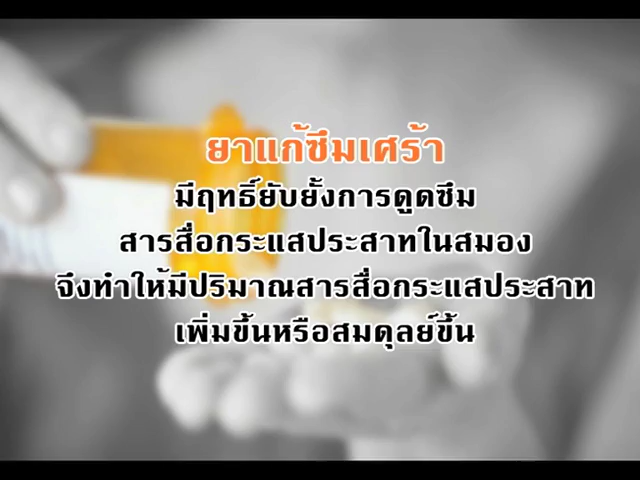 ยาแก้ซึมเศร้า
มีฤทธิ์ยับยั้งการดูดซึม
สารสื่อกระแสประสาทในสมอง
จึงทำให้มีปริมาณสารสื่อกระแสประสาท
เพิ่มขึ้นหรือสมดุลย์ขึ้น